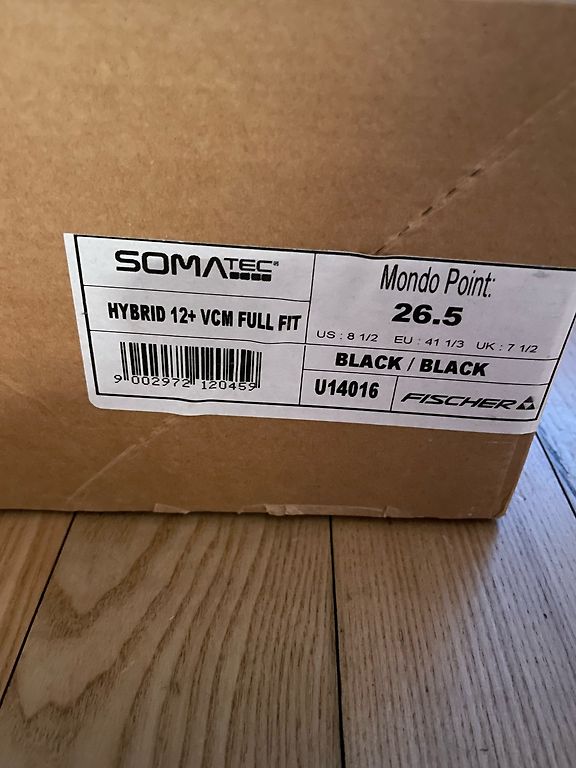 SOMATEC
HYBRID 12+ VCM FULL FIT
9 002972 120459
Mondo Point:
26.5
US : 8 1/2 EU : 41 1/3 UK : 7 1/2
BLACK / BLACK
U14016
FISCHER